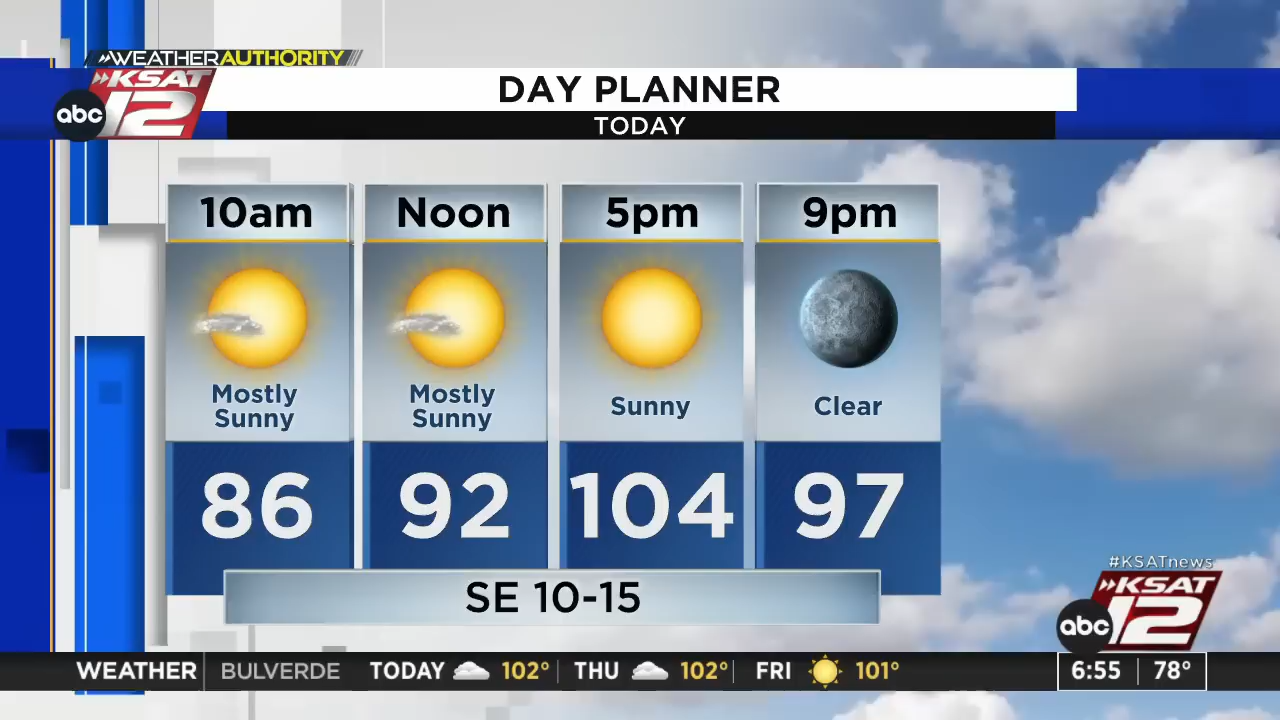 WEATHERAUTHORITY
KSAT
abc 12
DAY PLANNER
TODAY
10am Noon 5pm 9pm
Mostly Sunny Mostly Sunny Sunny Clear
86 92 104 97
SE 10-15
#KSATnews
KSAT
abc 12
WEATHER BULVERDE TODAY 102° THU 102° FRI 101° 6:55 78°